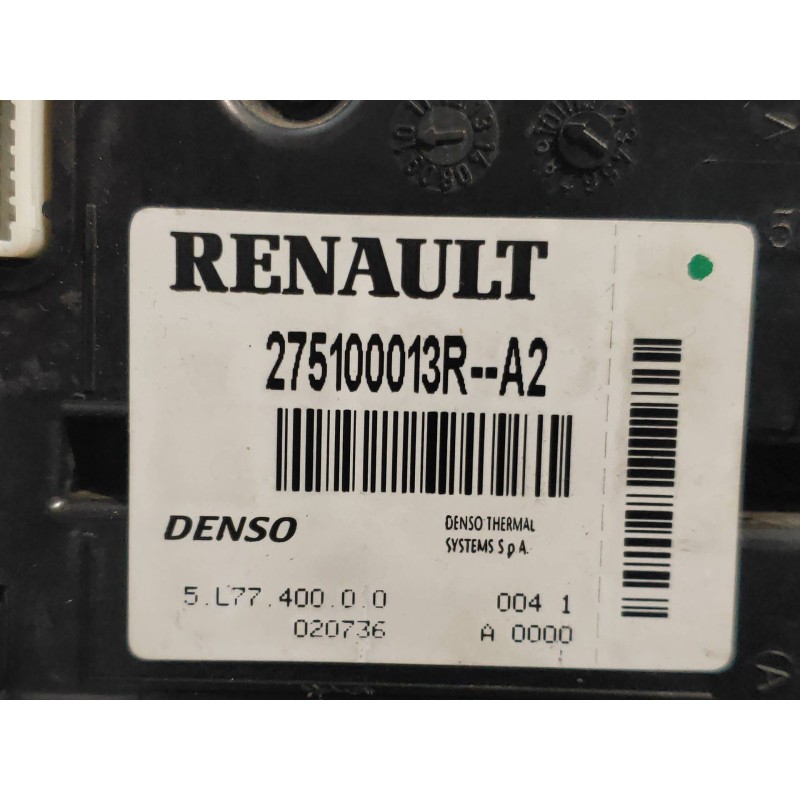 RENAULT
275100013R--A2
DENSO
DENSO THERMAL
SYSTEMS S p A.
5.L77.400.0.0
004 1
020736
A 0000